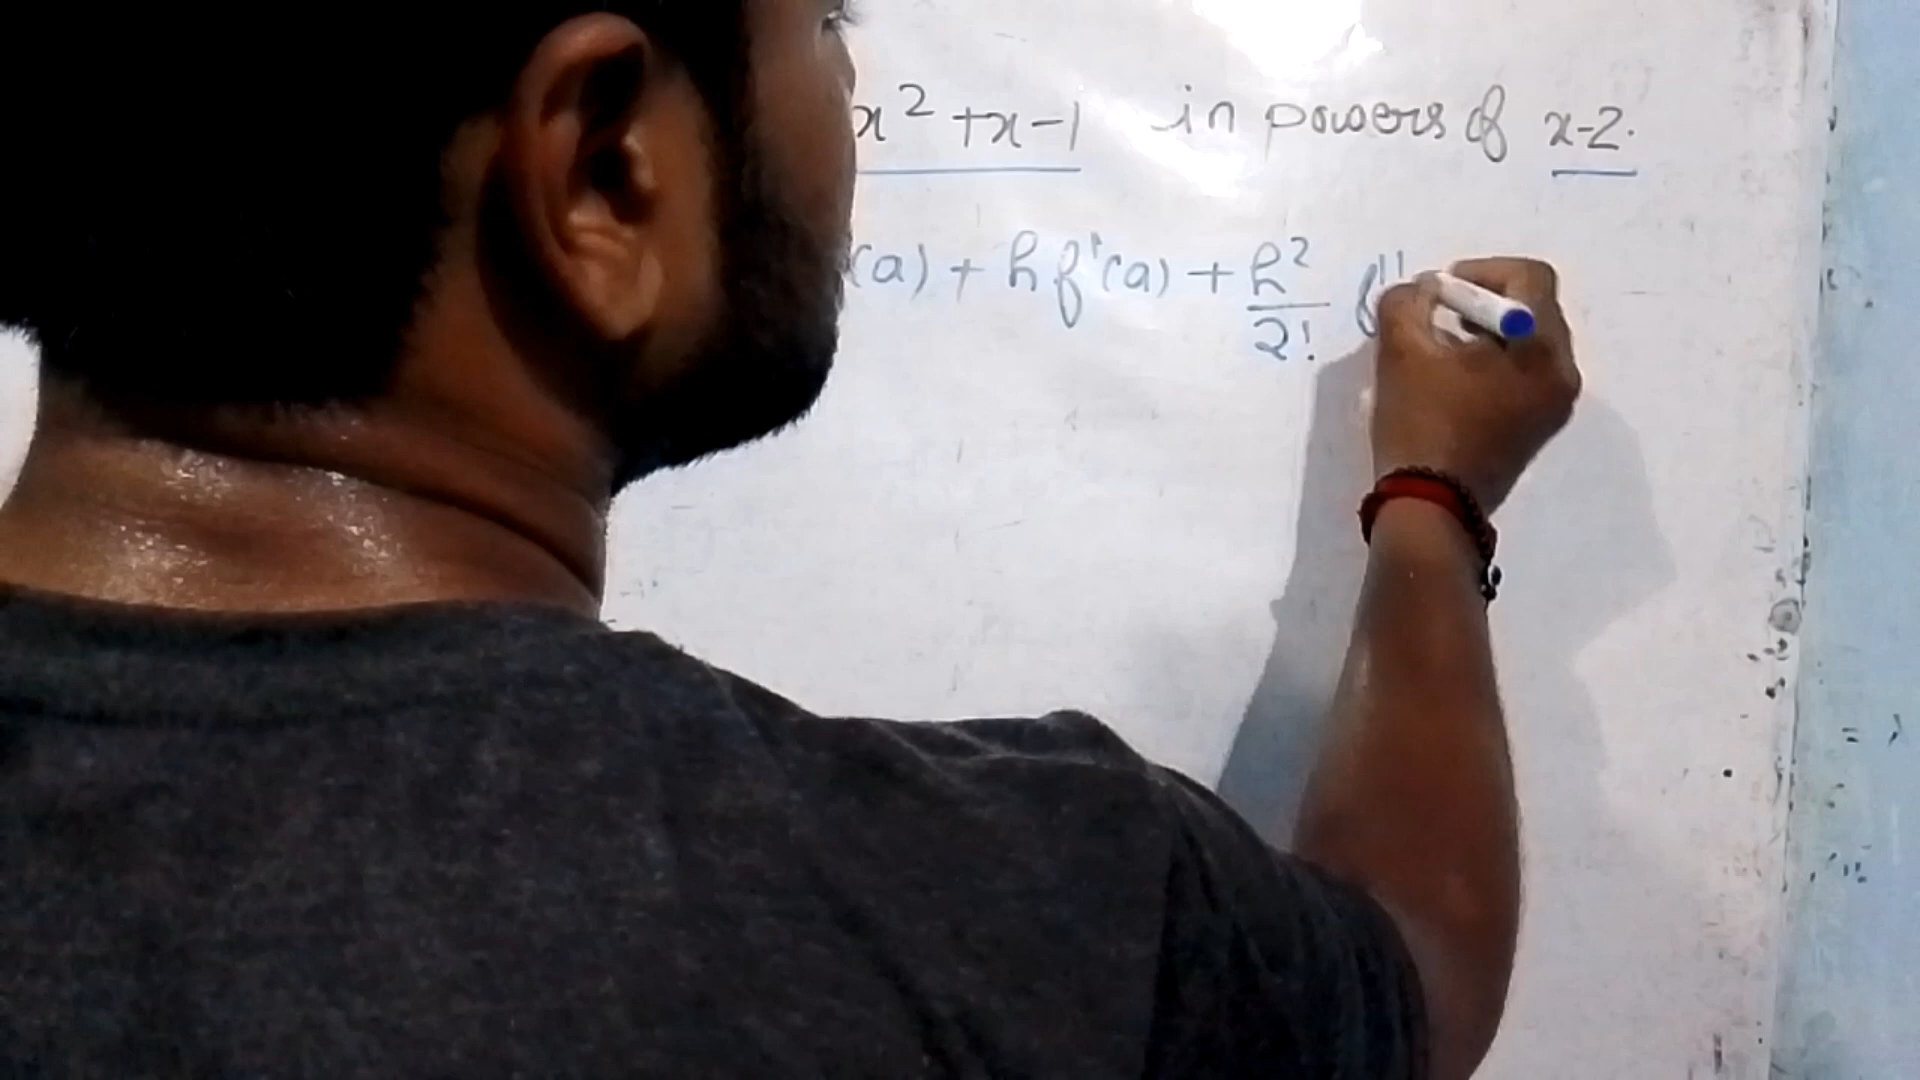 x² + x - 1 in powers of x-2.
(a) + h f'(a) + h²/2! f''